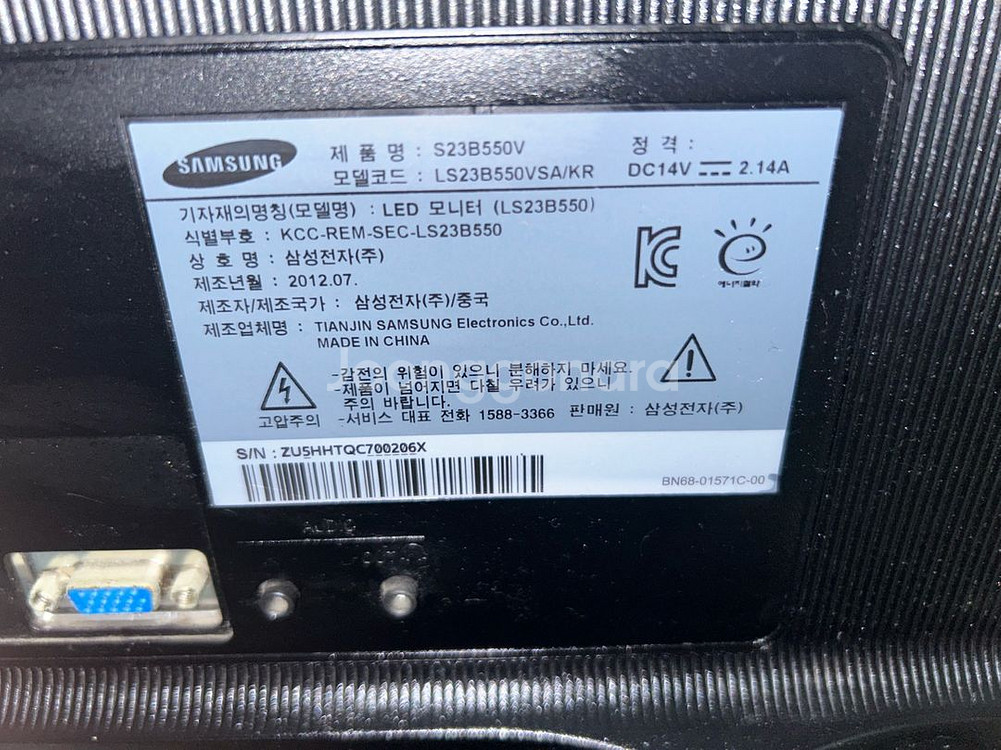 SAMSUNG
제 품 명 : S23B550V
모델코드 : LS23B550VSA/KR
정 격 :
DC14V 2.14A
기자재의명칭(모델명) : LED 모니터 (LS23B550)
식별부호 : KCC-REM-SEC-LS23B550
상 호 명 : 삼성전자(주)
제조년월 : 2012.07.
제조자/제조국가 : 삼성전자(주)/중국
제조업체명 : TIANJIN SAMSUNG Electronics Co.,Ltd.
MADE IN CHINA
에너지절약
고압주의
-감전의 위험이 있으니 분해하지 마세요.
-제품이 넘어지면 다칠 우려가 있으니
주의 바랍니다.
-서비스 대표 전화 1588-3366 판매원 : 삼성전자(주)
Joonggonara
S/N : ZU5HHTQC700206X
BN68-01571C-00
AUDIO